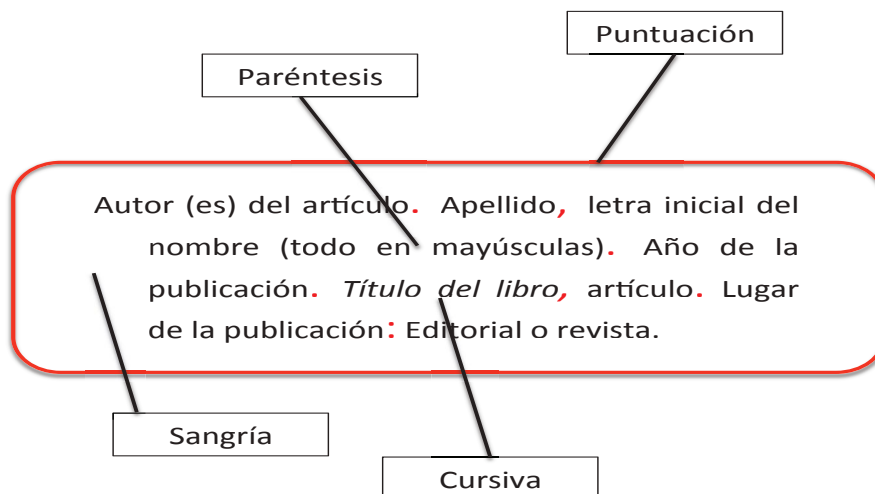 Puntuación
Paréntesis
Autor (es) del artículo. Apellido, letra inicial del
nombre (todo en mayúsculas). Año de la
publicación. Título del libro, artículo. Lugar
de la publicación: Editorial o revista.
Sangría
Cursiva